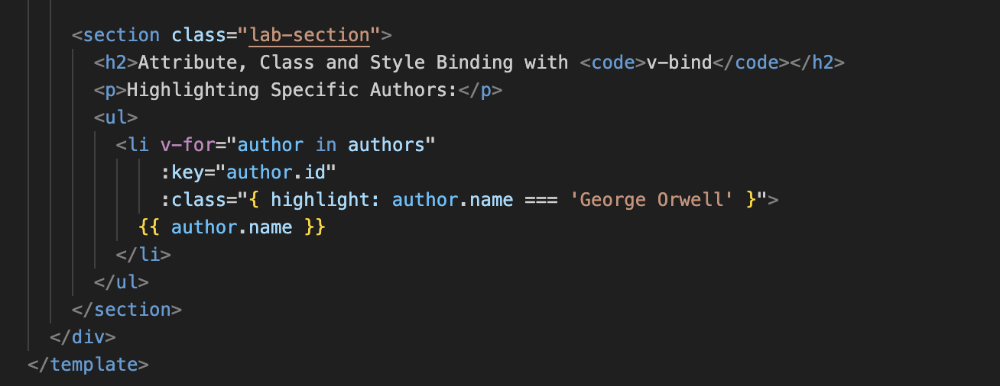 <section class="lab-section">
<h2>Attribute, Class and Style Binding with <code>v-bind</code></h2>
<p>Highlighting Specific Authors:</p>
<ul>
<li v-for="author in authors"
:key="author.id"
:class="{ highlight: author.name === 'George Orwell' }">
{{ author.name }}
</li>
</ul>
</section>
</div>
</template>